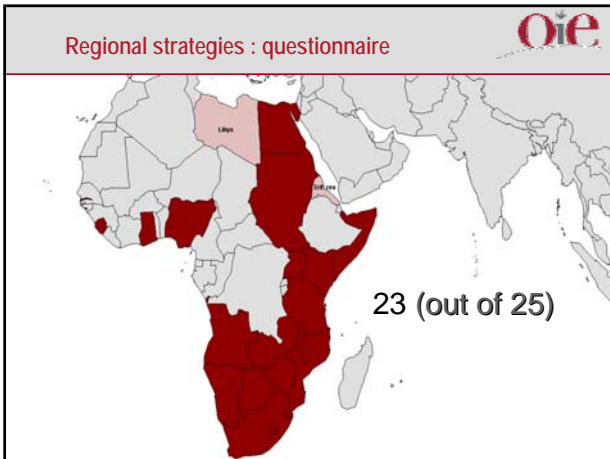 Regional strategies : questionnaire
oie
Libya
23 (out of 25)